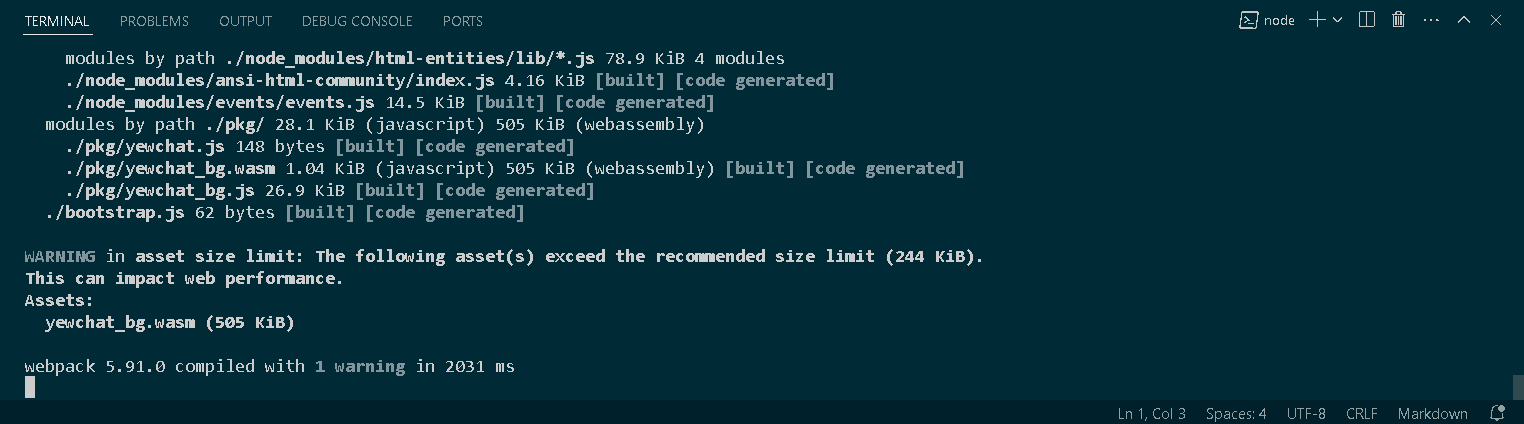 TERMINAL PROBLEMS OUTPUT DEBUG CONSOLE PORTS node
modules by path ./node_modules/html-entities/lib/*.js 78.9 KiB 4 modules
./node_modules/ansi-html-community/index.js 4.16 KiB [built] [code generated]
./node_modules/events/events.js 14.5 KiB [built] [code generated]
modules by path ./pkg/ 28.1 KiB (javascript) 505 KiB (webassembly)
./pkg/yewchat.js 148 bytes [built] [code generated]
./pkg/yewchat_bg.wasm 1.04 KiB (javascript) 505 KiB (webassembly) [built] [code generated]
./pkg/yewchat_bg.js 26.9 KiB [built] [code generated]
./bootstrap.js 62 bytes [built] [code generated]
WARNING in asset size limit: The following asset(s) exceed the recommended size limit (244 KiB).
This can impact web performance.
Assets:
yewchat_bg.wasm (505 KiB)
webpack 5.91.0 compiled with 1 warning in 2031 ms
Ln 1, Col 3 Spaces: 4 UTF-8 CRLF Markdown